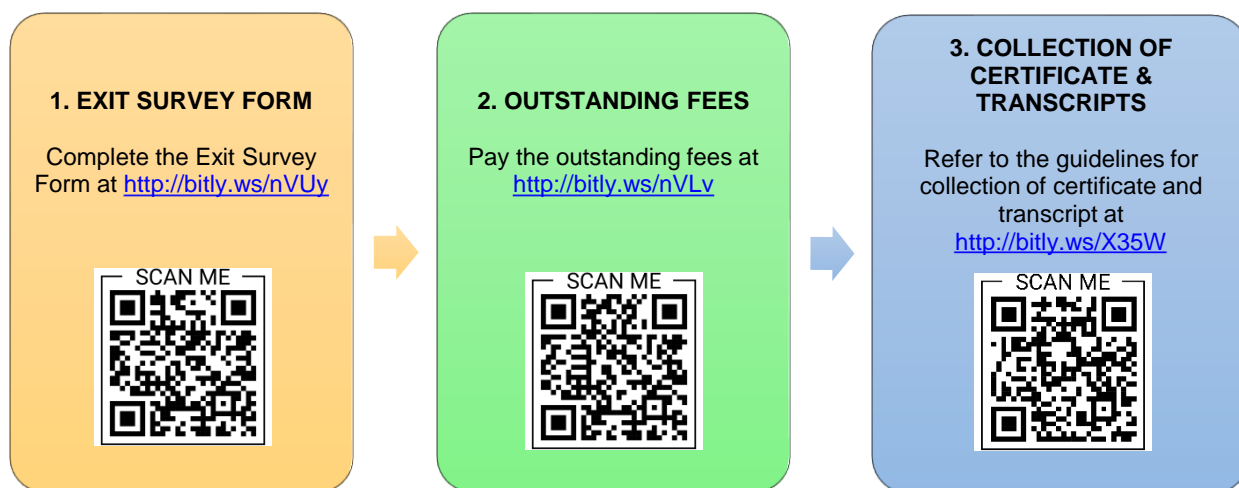 1. EXIT SURVEY FORM
Complete the Exit Survey
Form at http://bitly.ws/nVUy
SCAN ME
2. OUTSTANDING FEES
Pay the outstanding fees at
http://bitly.ws/nVLv
SCAN ME
3. COLLECTION OF
CERTIFICATE &
TRANSCRIPTS
Refer to the guidelines for
collection of certificate and
transcript at
http://bitly.ws/X35W
SCAN ME